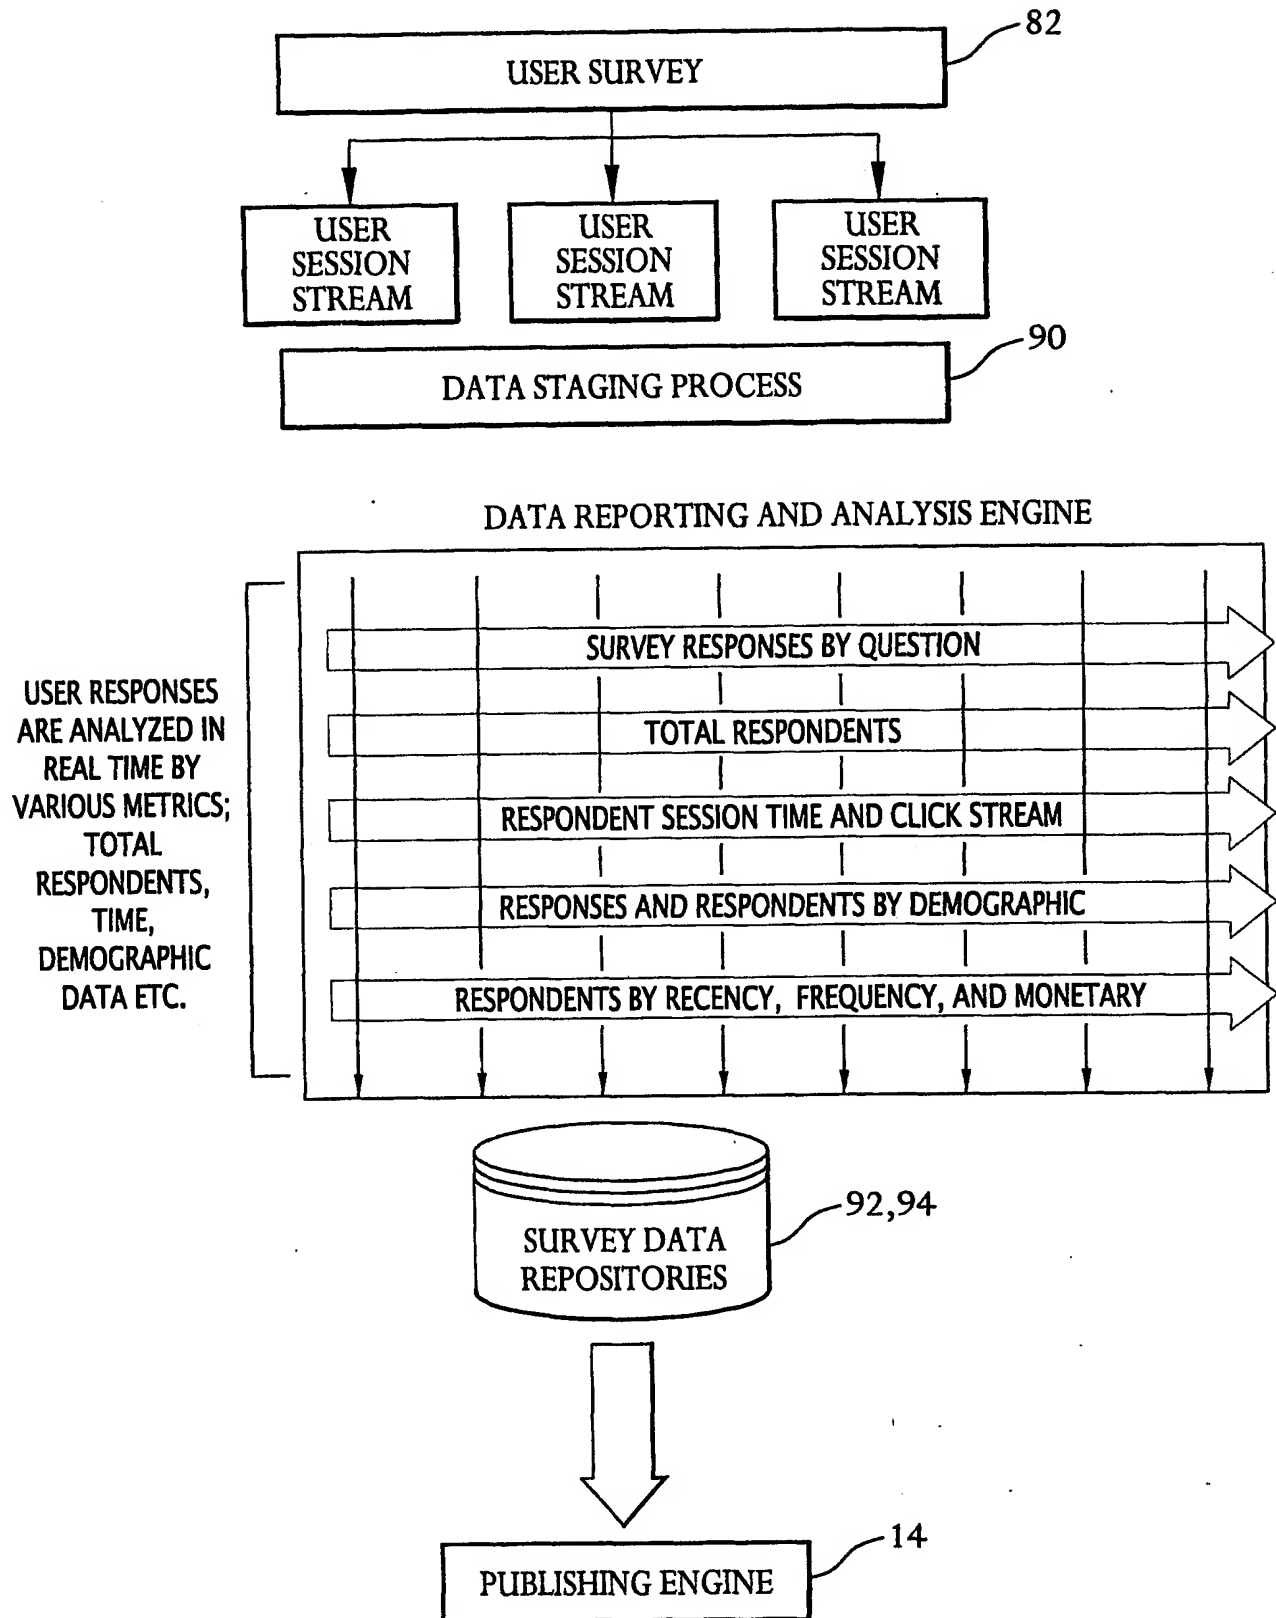 82
USER SURVEY
USER
SESSION
STREAM
USER
SESSION
STREAM
USER
SESSION
STREAM
90
DATA STAGING PROCESS
DATA REPORTING AND ANALYSIS ENGINE
USER RESPONSES
ARE ANALYZED IN
REAL TIME BY
VARIOUS METRICS;
TOTAL
RESPONDENTS,
TIME,
DEMOGRAPHIC
DATA ETC.
SURVEY RESPONSES BY QUESTION
TOTAL RESPONDENTS
RESPONDENT SESSION TIME AND CLICK STREAM
RESPONSES AND RESPONDENTS BY DEMOGRAPHIC
RESPONDENTS BY RECENCY, FREQUENCY, AND MONETARY
92,94
SURVEY DATA
REPOSITORIES
14
PUBLISHING ENGINE